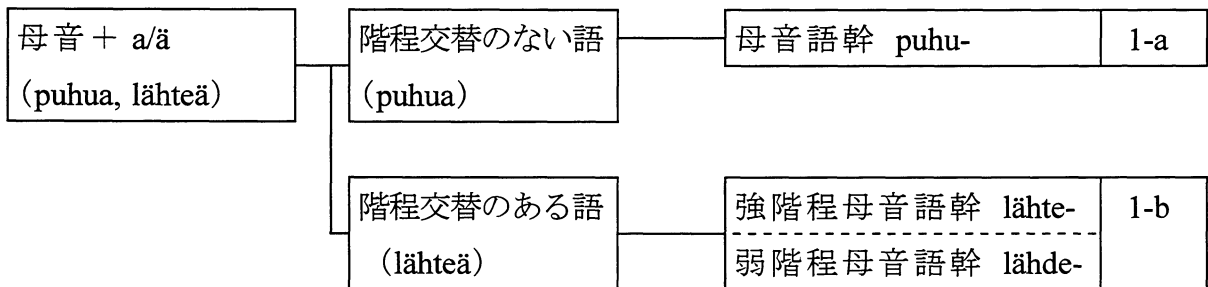 母音＋ a/ä
（puhua, lähteä）
階程交替のない語
（puhua）
母音語幹 puhu-
1-a
階程交替のある語
（lähteä）
強階程母音語幹 lähte-
弱階程母音語幹 lähde-
1-b